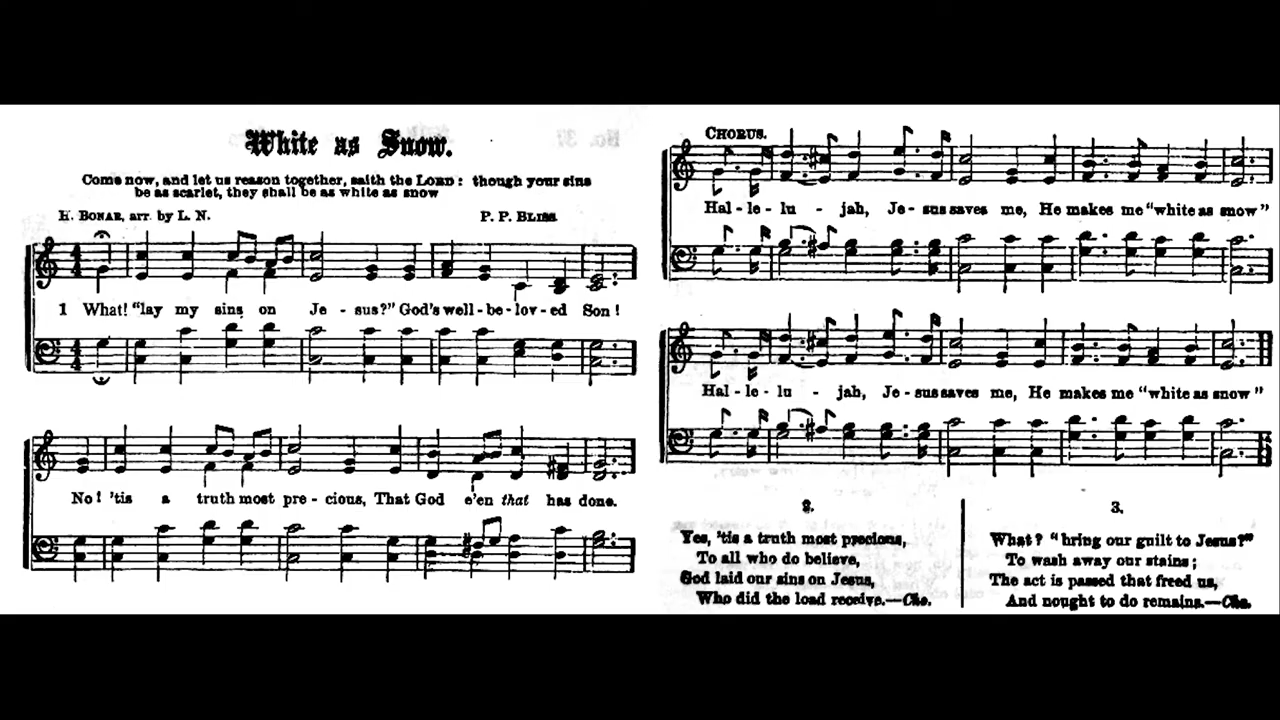 White as Snow.
Come now, and let us reason together, saith the LORD: though your sins
be as scarlet, they shall be as white as snow
H. BONAR, arr. by L. N.
P. P. BLISS.
1 What! "lay my sins on Je - sus?" God's well - be - lov - ed Son!
No! 'tis a truth most pre - cious, That God e'en that has done.
CHORUS.
Hal - le - lu - jah, Je - sus saves me, He makes me "white as snow"
Hal - le - lu - jah, Je - sus saves me, He makes me "white as snow"
2.
Yes, 'tis a truth most precious,
To all who do believe,
God laid our sins on Jesus,
Who did the load receive.—Cho.
3.
What? "bring our guilt to Jesus?"
To wash away our stains;
The act is passed that freed us,
And nought to do remains.—Cho.